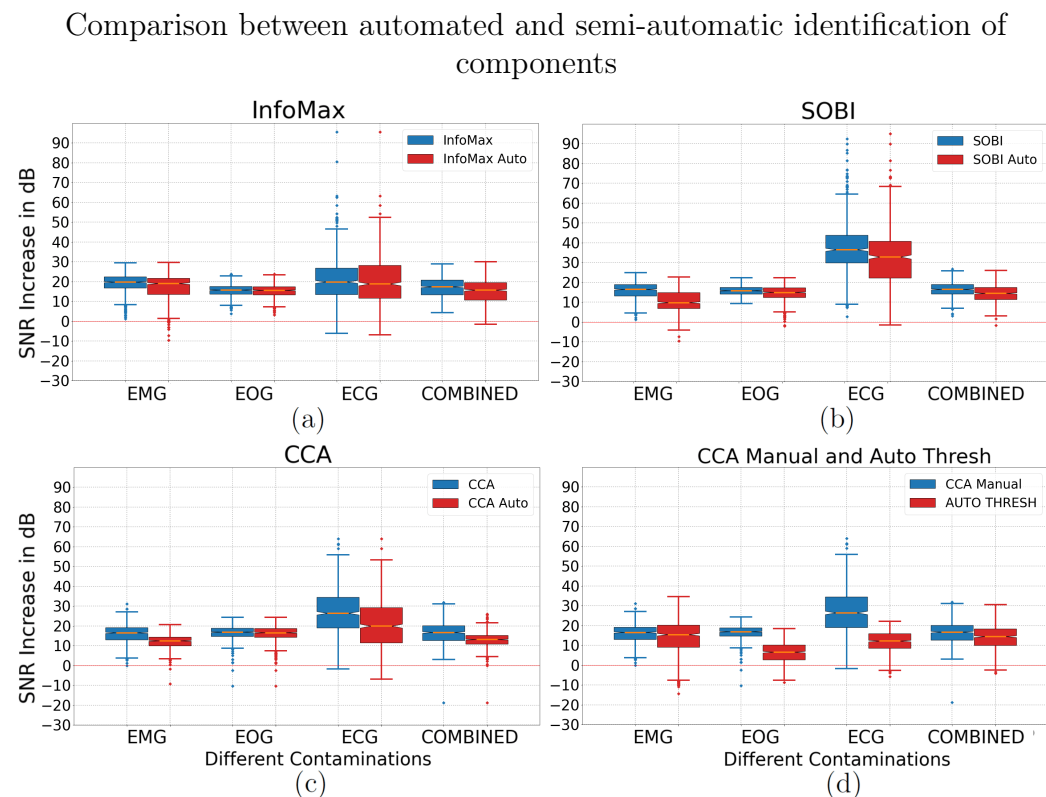 Comparison between automated and semi-automatic identification of
components
InfoMax
SNR Increase in dB
90
80
70
60
50
40
30
20
10
0
−10
−20
−30
InfoMax
InfoMax Auto
EMG EOG ECG COMBINED
(a)
SOBI
90
80
70
60
50
40
30
20
10
0
−10
−20
−30
SOBI
SOBI Auto
EMG EOG ECG COMBINED
(b)
CCA
SNR Increase in dB
90
80
70
60
50
40
30
20
10
0
−10
−20
−30
CCA
CCA Auto
EMG EOG ECG COMBINED
Different Contaminations
(c)
CCA Manual and Auto Thresh
90
80
70
60
50
40
30
20
10
0
−10
−20
−30
CCA Manual
AUTO THRESH
EMG EOG ECG COMBINED
Different Contaminations
(d)